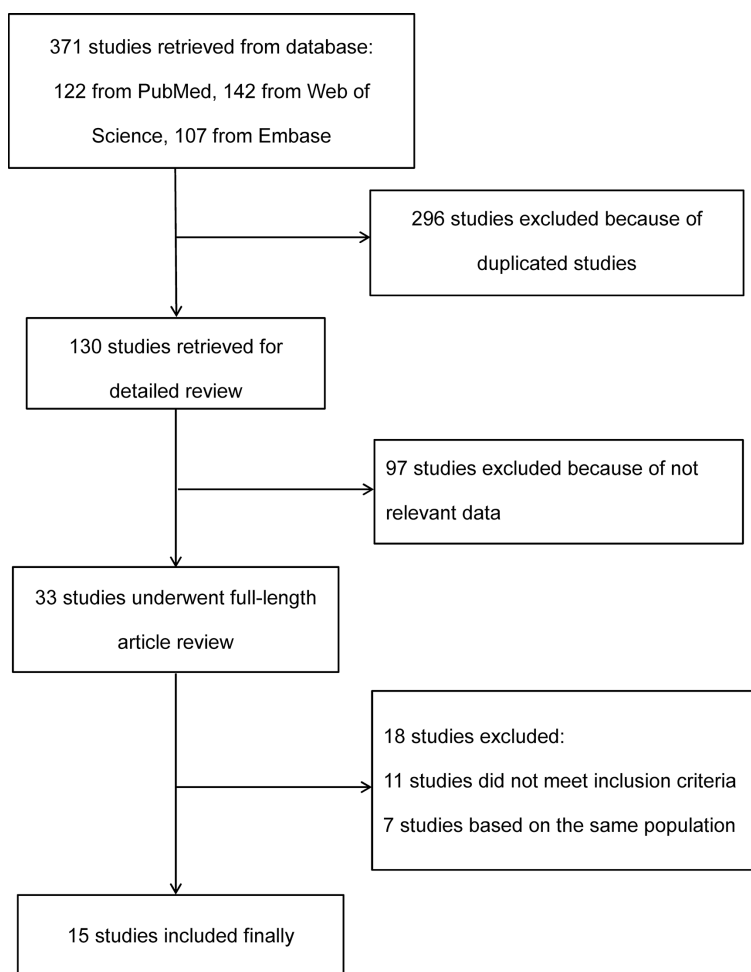 371 studies retrieved from database:
122 from PubMed, 142 from Web of
Science, 107 from Embase
296 studies excluded because of
duplicated studies
130 studies retrieved for
detailed review
97 studies excluded because of not
relevant data
33 studies underwent full-length
article review
18 studies excluded:
11 studies did not meet inclusion criteria
7 studies based on the same population
15 studies included finally